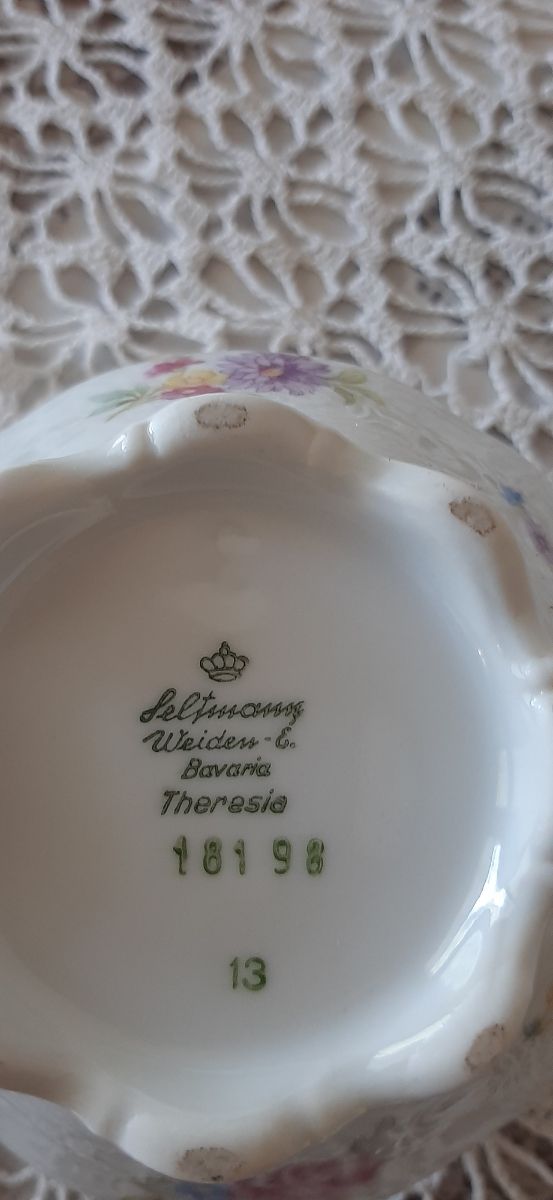 Seltmann
Weiden-E.
Bavaria
Theresia
18198
13